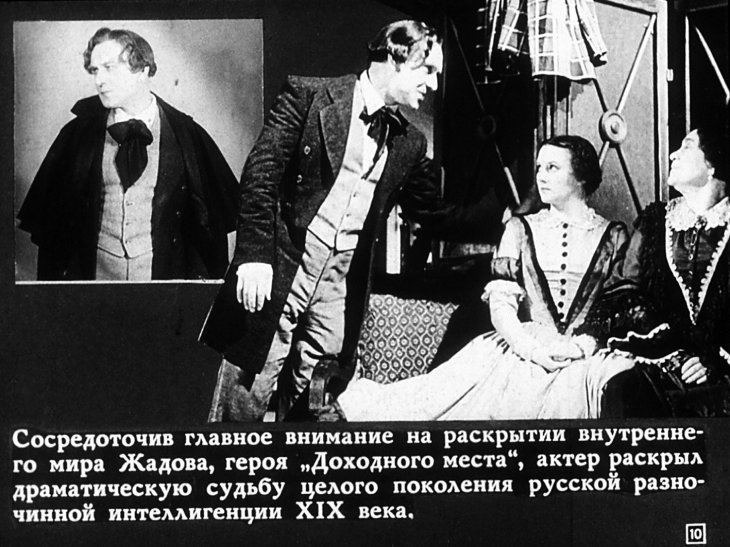 Сосредоточив главное внимание на раскрытии внутренне-
го мира Жадова, героя „Доходного места“, актер раскрыл
драматическую судьбу целого поколения русской разно-
чинной интеллигенции XIX века.
10